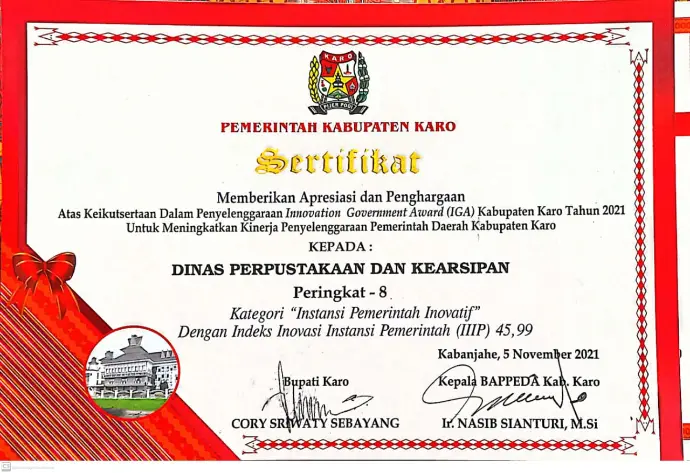 KARO
PIJER PODI
PEMERINTAH KABUPATEN KARO
Sertifikat
Memberikan Apresiasi dan Penghargaan
Atas Keikutsertaan Dalam Penyelenggaraan Innovation Government Award (IGA) Kabupaten Karo Tahun 2021
Untuk Meningkatkan Kinerja Penyelenggaraan Pemerintah Daerah Kabupaten Karo
KEPADA :
DINAS PERPUSTAKAAN DAN KEARSIPAN
Peringkat - 8
Kategori "Instansi Pemerintah Inovatif"
Dengan Indeks Inovasi Instansi Pemerintah (IIIP) 45,99
Kabanjahe, 5 November 2021
Bupati Karo
Kepala BAPPEDA Kab. Karo
CORY SRIWATY SEBAYANG
Ir. NASIB SIANTURI, M.Si
CS